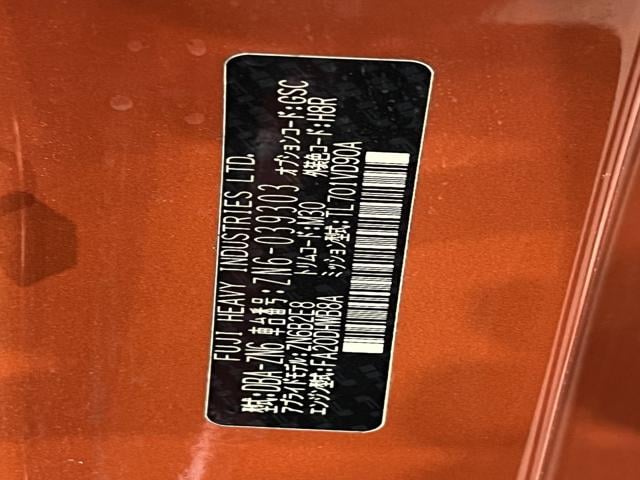 FUJI HEAVY INDUSTRIES LTD.
型式:DBA-ZN6 車台番号:ZN6-039303
アプライドモデル:ZN6B2E8 トリムコード:M30 オプションコード:GSC
エンジン型式:FA20DHWB8A ミッション型式:TL701VD90A 外装色コード:H8R